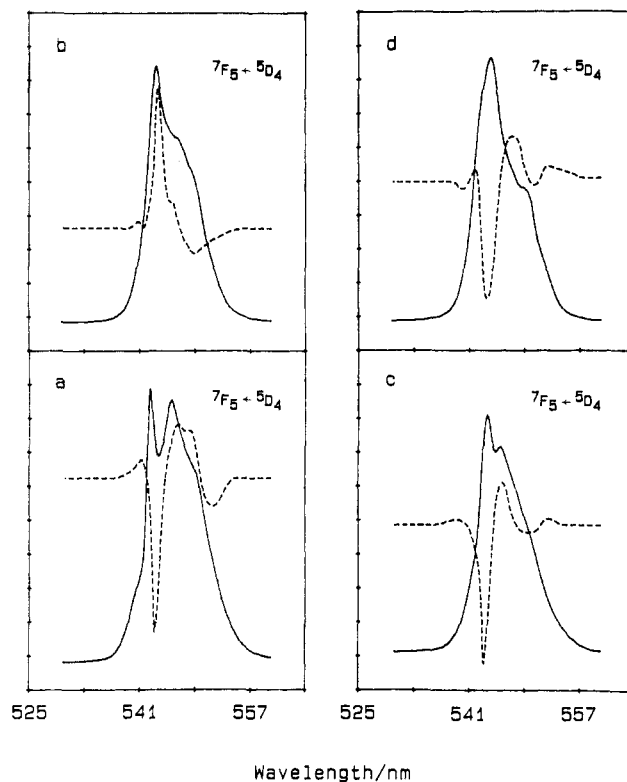 b
⁷F₅ ← ⁵D₄
d
⁷F₅ ← ⁵D₄
a
⁷F₅ ← ⁵D₄
c
⁷F₅ ← ⁵D₄
525 541 557 525 541 557
Wavelength/nm